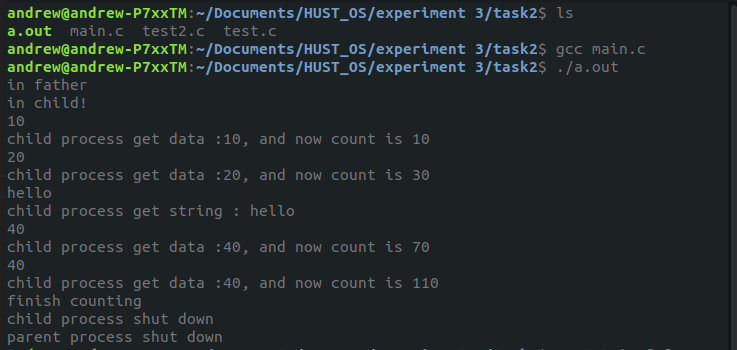 andrew@andrew-P7xxTM:~/Documents/HUST_OS/experiment 3/task2$ ls
a.out  main.c  test2.c  test.c
andrew@andrew-P7xxTM:~/Documents/HUST_OS/experiment 3/task2$ gcc main.c
andrew@andrew-P7xxTM:~/Documents/HUST_OS/experiment 3/task2$ ./a.out
in father
in child!
10
child process get data :10, and now count is 10
20
child process get data :20, and now count is 30
hello
child process get string : hello
40
child process get data :40, and now count is 70
40
child process get data :40, and now count is 110
finish counting
child process shut down
parent process shut down